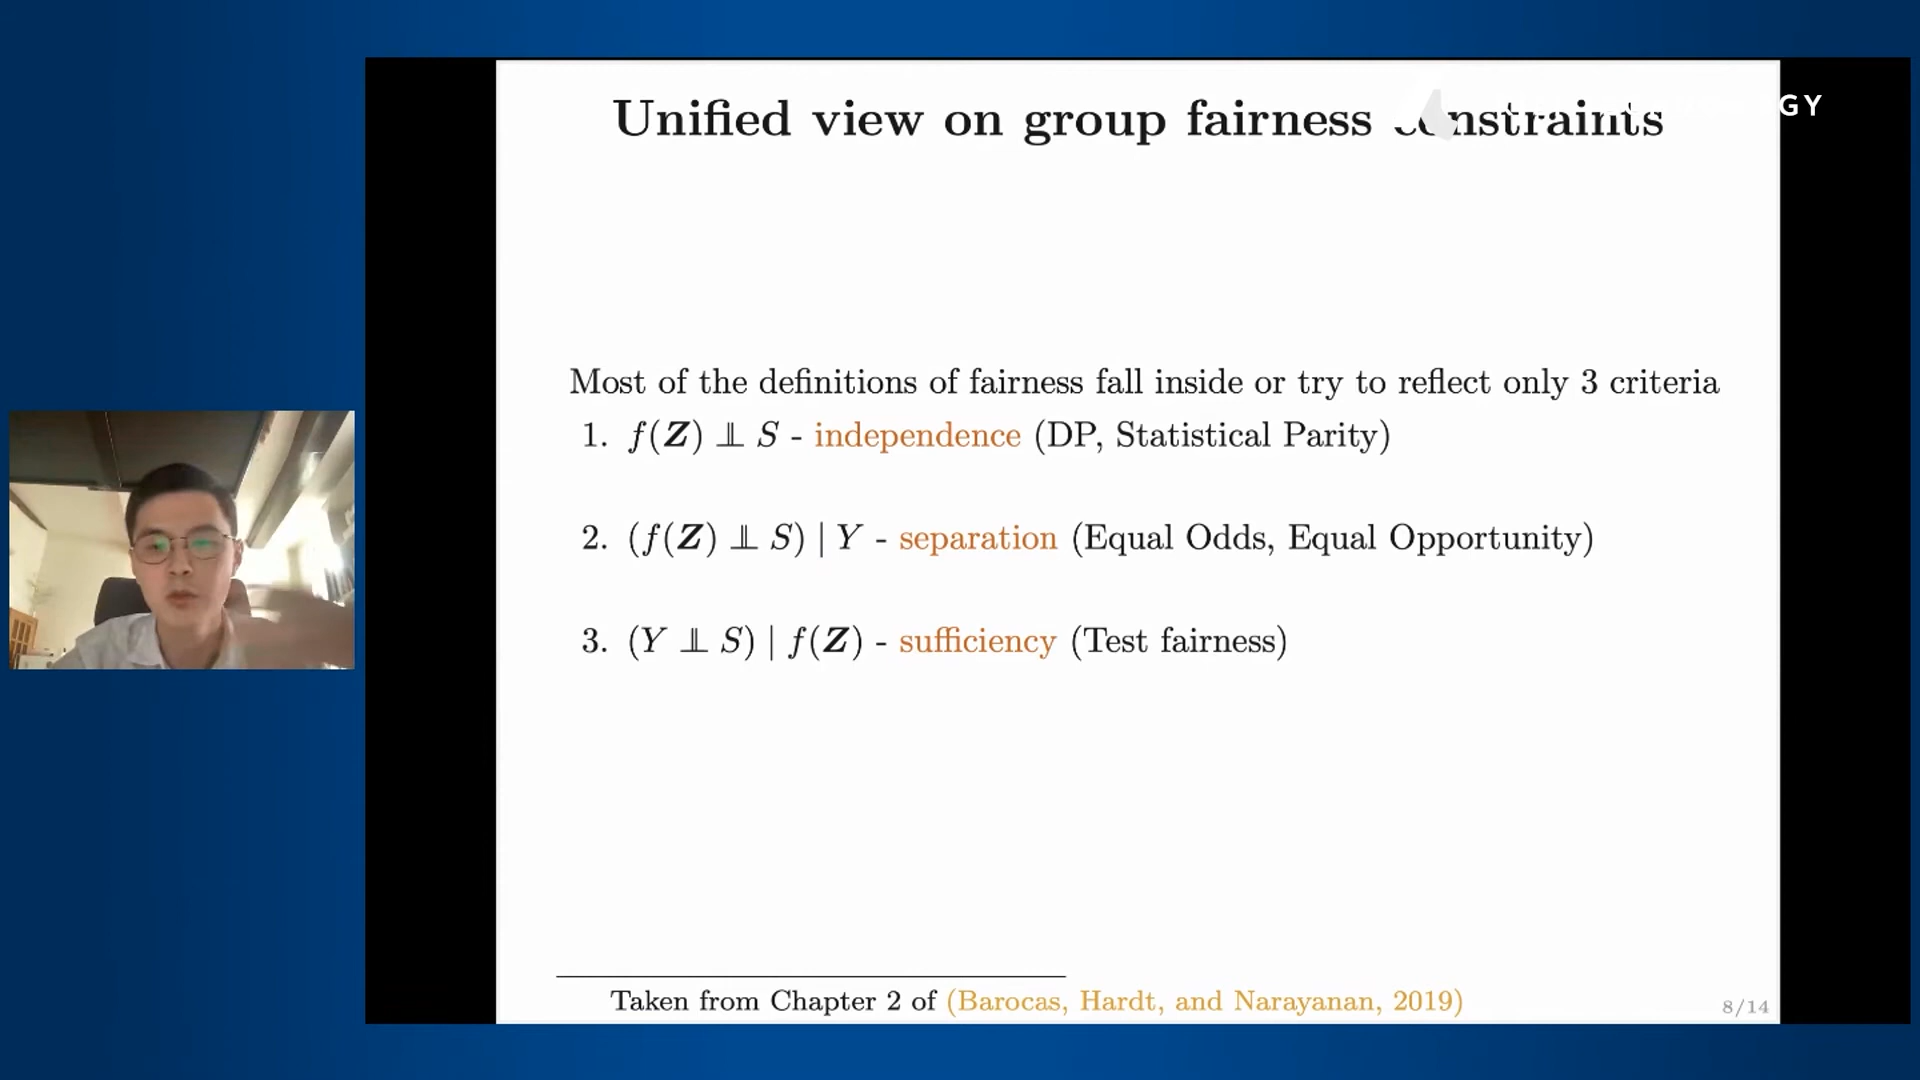 Unified view on group fairness constraints
Most of the definitions of fairness fall inside or try to reflect only 3 criteria
1. f(Z) ⫫ S - independence (DP, Statistical Parity)
2. (f(Z) ⫫ S) | Y - separation (Equal Odds, Equal Opportunity)
3. (Y ⫫ S) | f(Z) - sufficiency (Test fairness)
Taken from Chapter 2 of (Barocas, Hardt, and Narayanan, 2019)
8/14